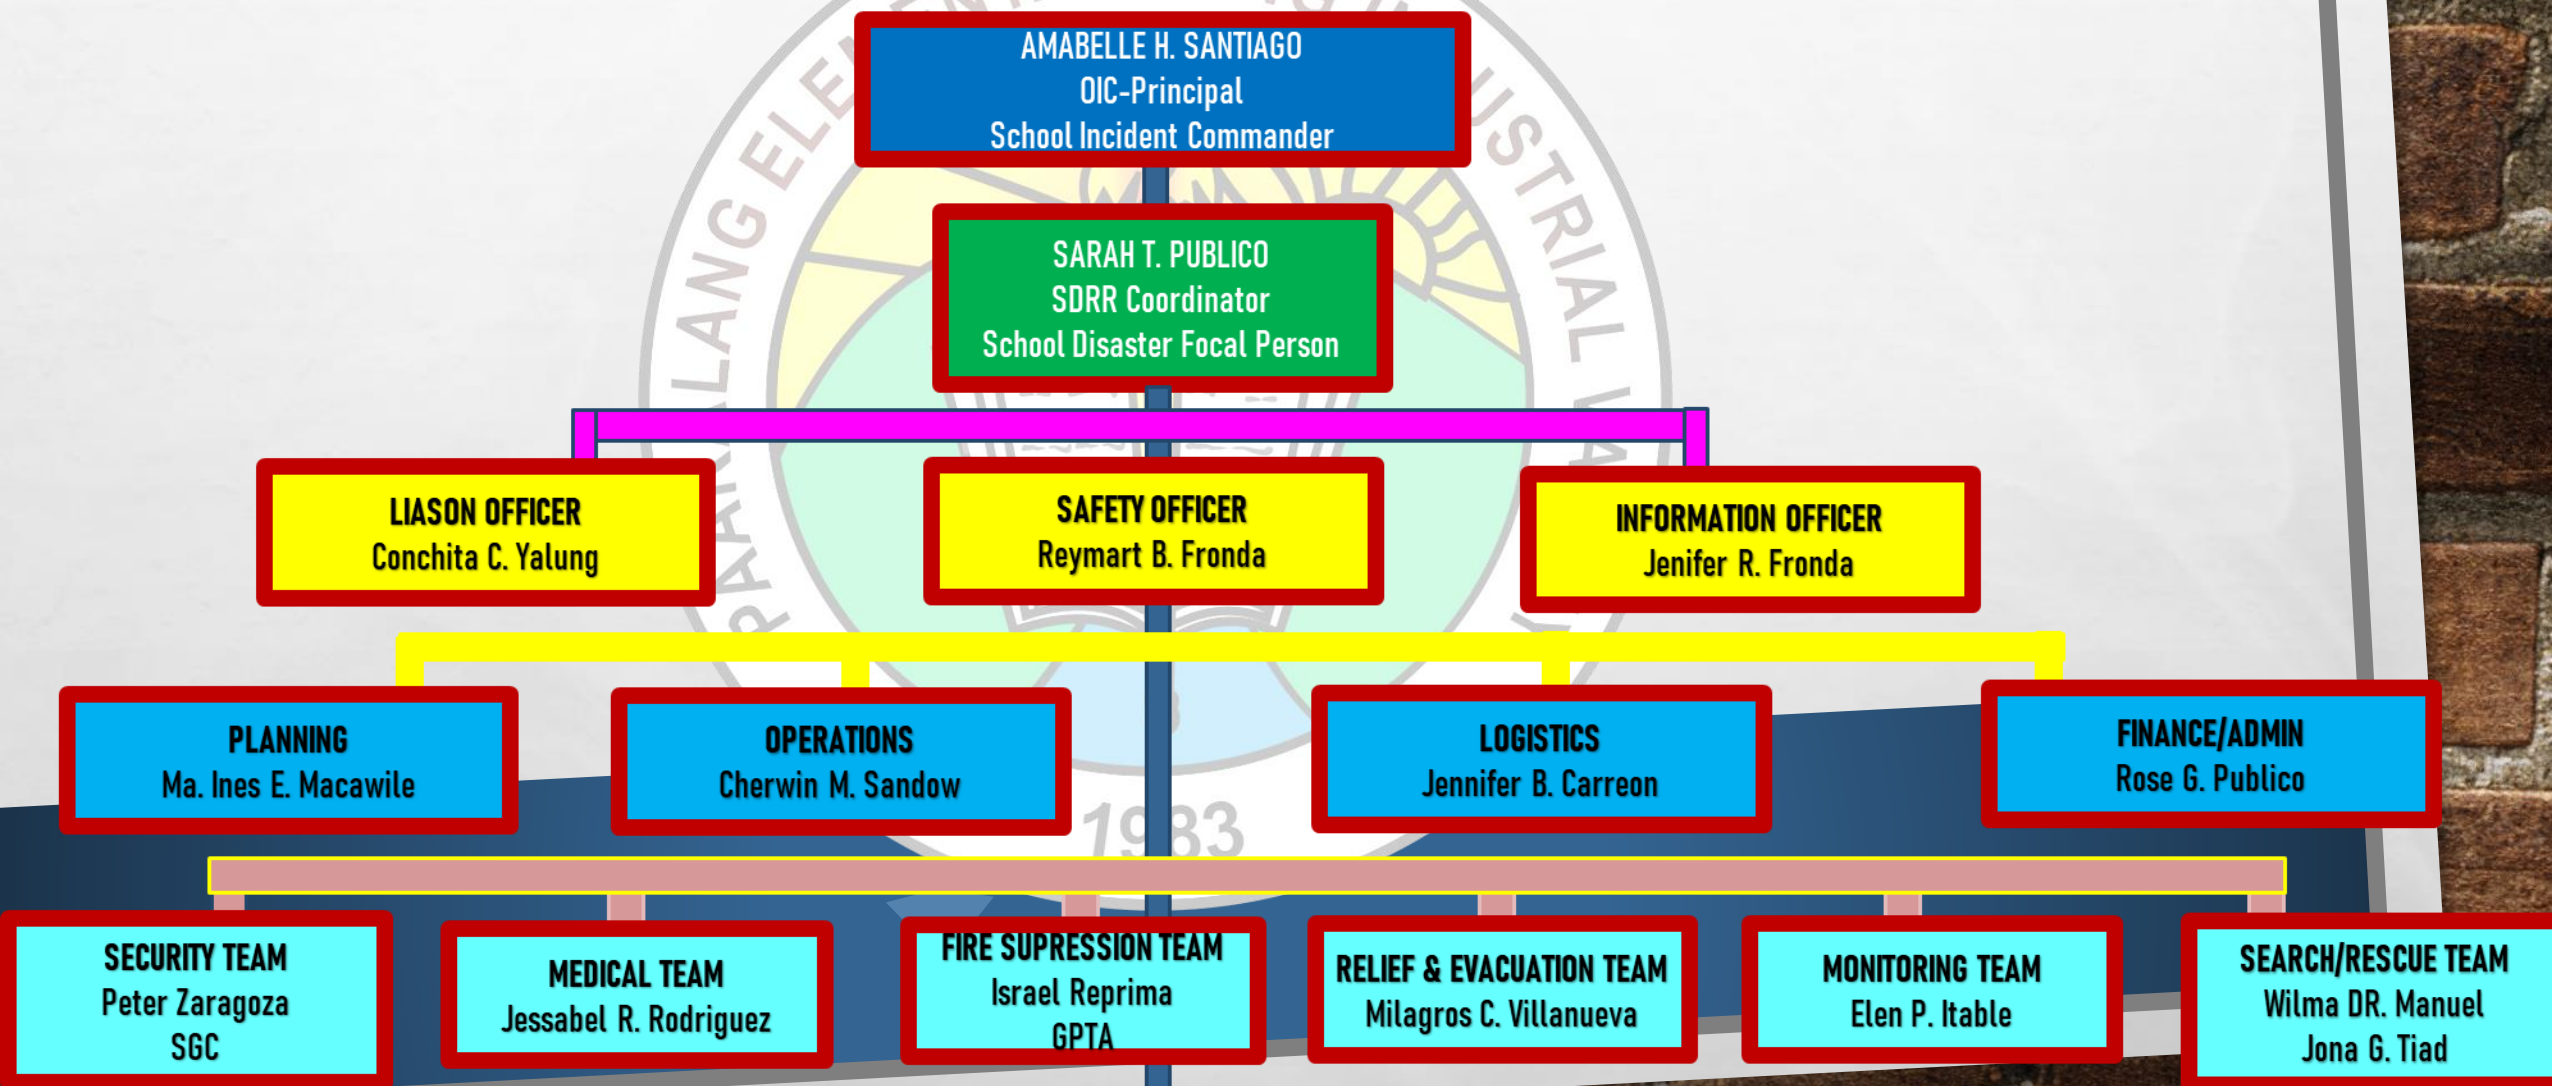 AMABELLE H. SANTIAGO
OIC-Principal
School Incident Commander
SARAH T. PUBLICO
SDRR Coordinator
School Disaster Focal Person
LIASON OFFICER
Conchita C. Yalung
SAFETY OFFICER
Reymart B. Fronda
INFORMATION OFFICER
Jenifer R. Fronda
PLANNING
Ma. Ines E. Macawile
OPERATIONS
Cherwin M. Sandow
LOGISTICS
Jennifer B. Carreon
FINANCE/ADMIN
Rose G. Publico
1983
SECURITY TEAM
Peter Zaragoza
SGC
MEDICAL TEAM
Jessabel R. Rodriguez
FIRE SUPRESSION TEAM
Israel Reprima
GPTA
RELIEF & EVACUATION TEAM
Milagros C. Villanueva
MONITORING TEAM
Elen P. Itable
SEARCH/RESCUE TEAM
Wilma DR. Manuel
Jona G. Tiad